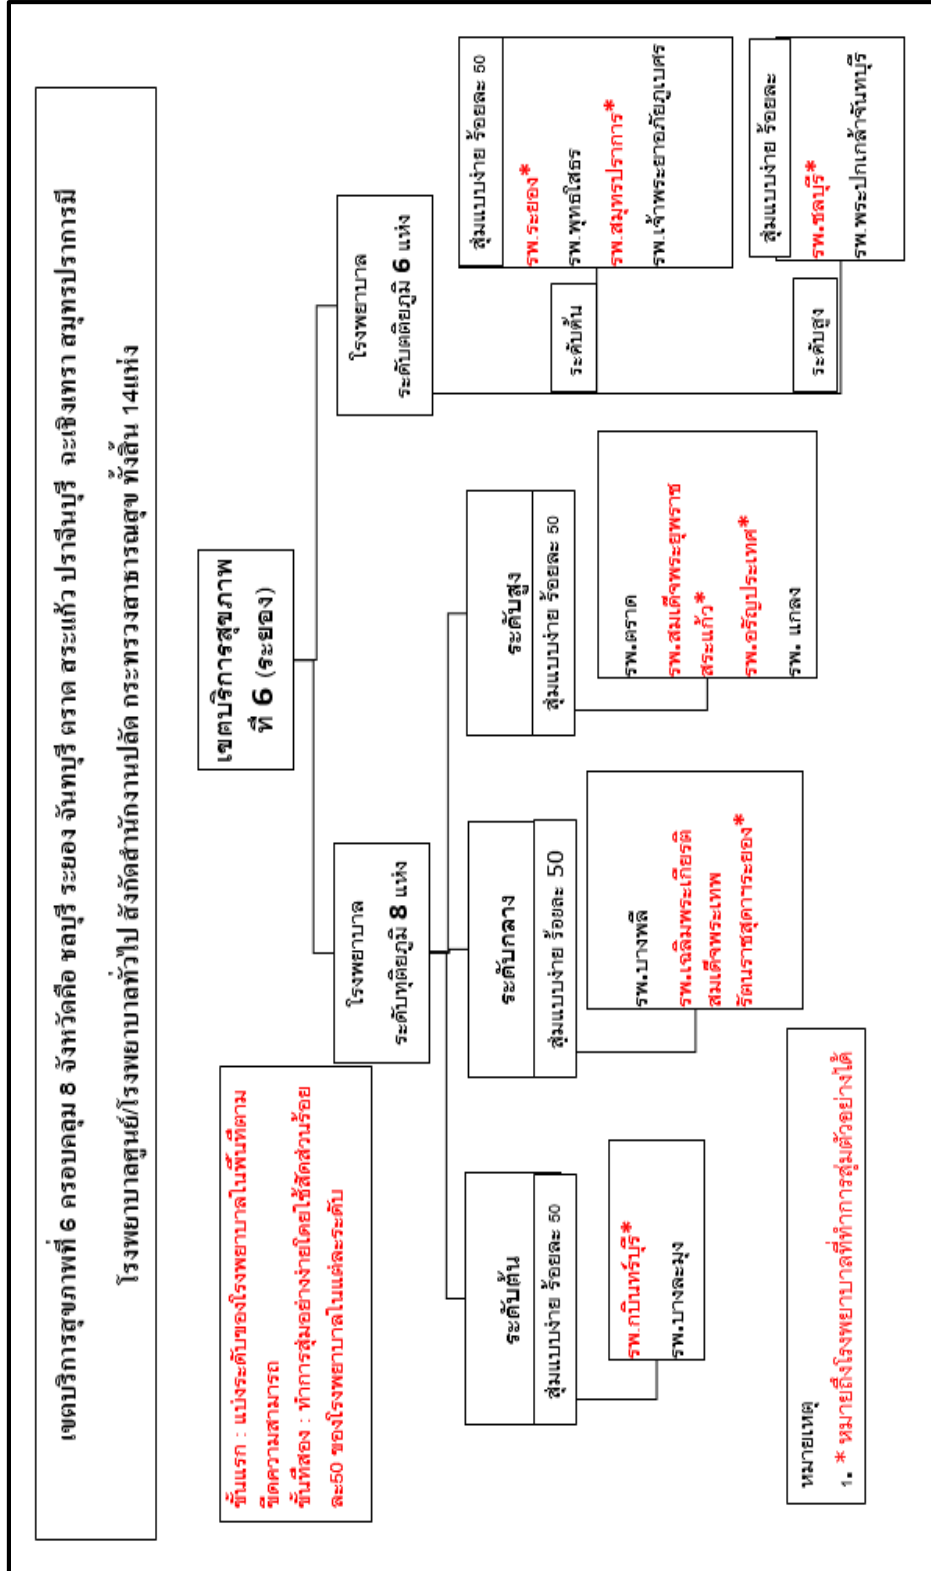 เขตบริการสุขภาพที่ 6 ครอบคลุม 8 จังหวัดคือ ชลบุรี ระยอง จันทบุรี ตราด สระแก้ว ปราจีนบุรี ฉะเชิงเทรา สมุทรปราการมี
โรงพยาบาลศูนย์/โรงพยาบาลทั่วไป สังกัดสำนักงานปลัด กระทรวงสาธารณสุข ทั้งสิ้น 14แห่ง
เขตบริการสุขภาพ
ที่ 6 (ระยอง)
ขั้นแรก : แบ่งระดับของโรงพยาบาลในพื้นที่ตาม
ขีดความสามารถ
ขั้นที่สอง : ทำการสุ่มอย่างง่ายโดยใช้สัดส่วนร้อย
ละ50 ของโรงพยาบาลในแต่ละระดับ
โรงพยาบาล
ระดับทุติยภูมิ 8 แห่ง
โรงพยาบาล
ระดับตติยภูมิ 6 แห่ง
ระดับต้น
สุ่มแบบง่าย ร้อยละ 50
รพ.กบินทร์บุรี*
รพ.บางละมุง
ระดับกลาง
สุ่มแบบง่าย ร้อยละ 50
รพ.บางพลี
รพ.เฉลิมพระเกียรติ
สมเด็จพระเทพ
รัตนราชสุดาฯระยอง*
ระดับสูง
สุ่มแบบง่าย ร้อยละ 50
รพ.ตราด
รพ.สมเด็จพระยุพราช
สระแก้ว*
รพ.อรัญประเทศ*
รพ. แกลง
ระดับต้น
สุ่มแบบง่าย ร้อยละ 50
รพ.ระยอง*
รพ.พุทธโสธร
รพ.สมุทรปราการ*
รพ.เจ้าพระยาอภัยภูเบศร
ระดับสูง
สุ่มแบบง่าย ร้อยละ
รพ.ชลบุรี*
รพ.พระปกเกล้าจันทบุรี
หมายเหตุ
1. * หมายถึงโรงพยาบาลที่ทำการสุ่มตัวอย่างได้